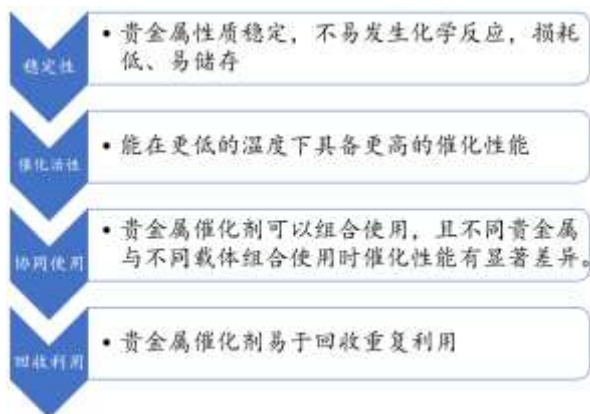 稳定性
• 贵金属性质稳定，不易发生化学反应，损耗
低、易储存
催化活性
• 能在更低的温度下具备更高的催化性能
协同使用
• 贵金属催化剂可以组合使用，且不同贵金属
与不同载体组合使用时催化性能有显著差异。
回收利用
• 贵金属催化剂易于回收重复利用